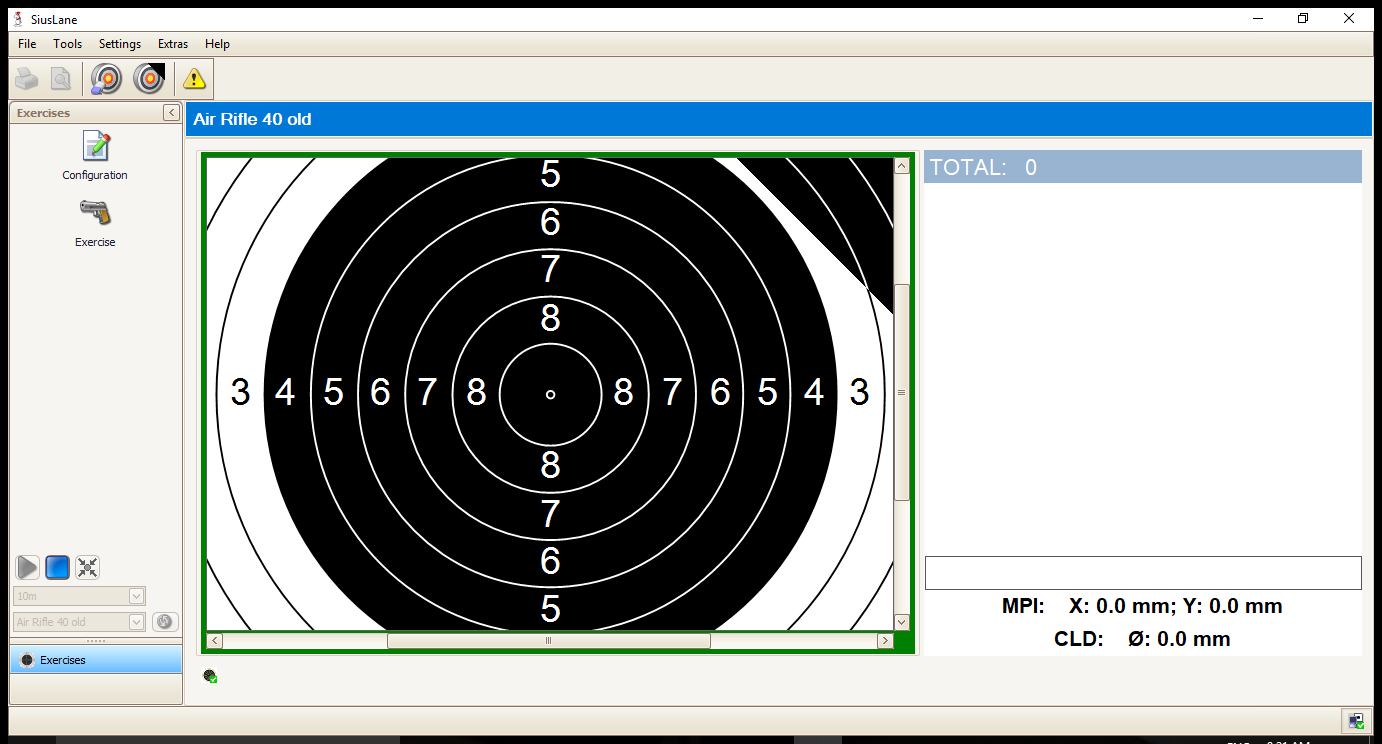 SiusLane
File Tools Settings Extras Help
Exercises
Configuration
Exercise
10m
Air Rifle 40 old
Exercises
Air Rifle 40 old
5
6
7
8
3 4 5 6 7 8 8 7 6 5 4 3
8
7
6
5
TOTAL: 0
MPI: X: 0.0 mm; Y: 0.0 mm
CLD: Ø: 0.0 mm